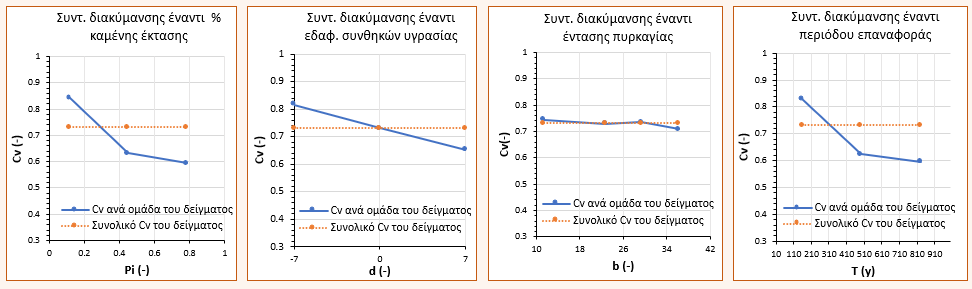 Συντ. διακύμανσης έναντι %
καμένης έκτασης
1
0.9
0.8
0.7
0.6
0.5
0.4
0.3
Cv (-)
Cv ανά ομάδα του δείγματος
Συνολικό Cv του δείγματος
0 0.2 0.4 0.6 0.8 1
Pi (-)
Συντ. διακύμανσης έναντι
εδαφ. συνθηκών υγρασίας
1
0.9
0.8
0.7
0.6
0.5
0.4
0.3
Cv (-)
Cv ανά ομάδα του δείγματος
Συνολικό Cv του δείγματος
-7 0 7
d (-)
Συντ. διακύμανσης έναντι
έντασης πυρκαγίας
1
0.9
0.8
0.7
0.6
0.5
0.4
0.3
Cv(-)
Cv ανά ομάδα του δείγματος
Συνολικό Cv του δείγματος
10 18 26 34 42
b (-)
Συντ. διακύμανσης έναντι
περιόδου επαναφοράς
1
0.9
0.8
0.7
0.6
0.5
0.4
0.3
Cv (-)
Cv ανά ομάδα του δείγματος
Συνολικό Cv του δείγματος
10 110 210 310 410 510 610 710 810 910
T (y)